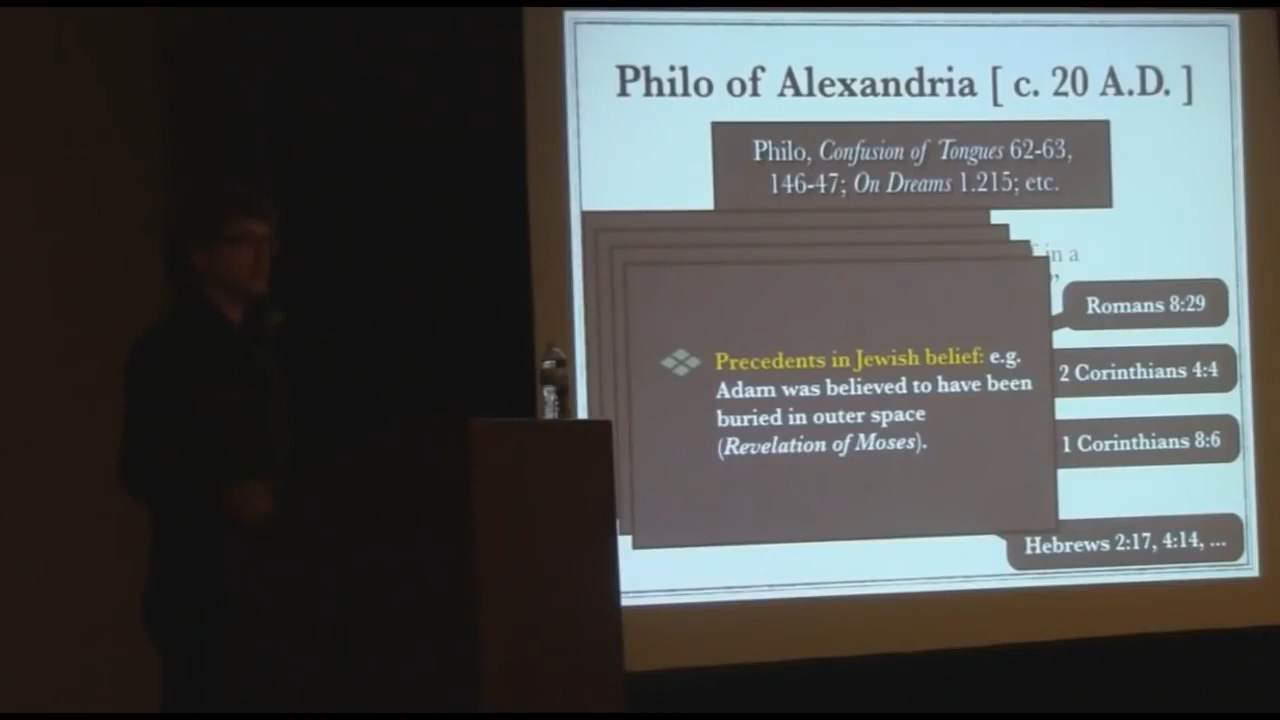 Philo of Alexandria [ c. 20 A.D. ]
Philo, Confusion of Tongues 62-63,
146-47; On Dreams 1.215; etc.
in a
”
Romans 8:29
Precedents in Jewish belief: e.g.
Adam was believed to have been
buried in outer space
(Revelation of Moses).
2 Corinthians 4:4
1 Corinthians 8:6
Hebrews 2:17, 4:14, ...